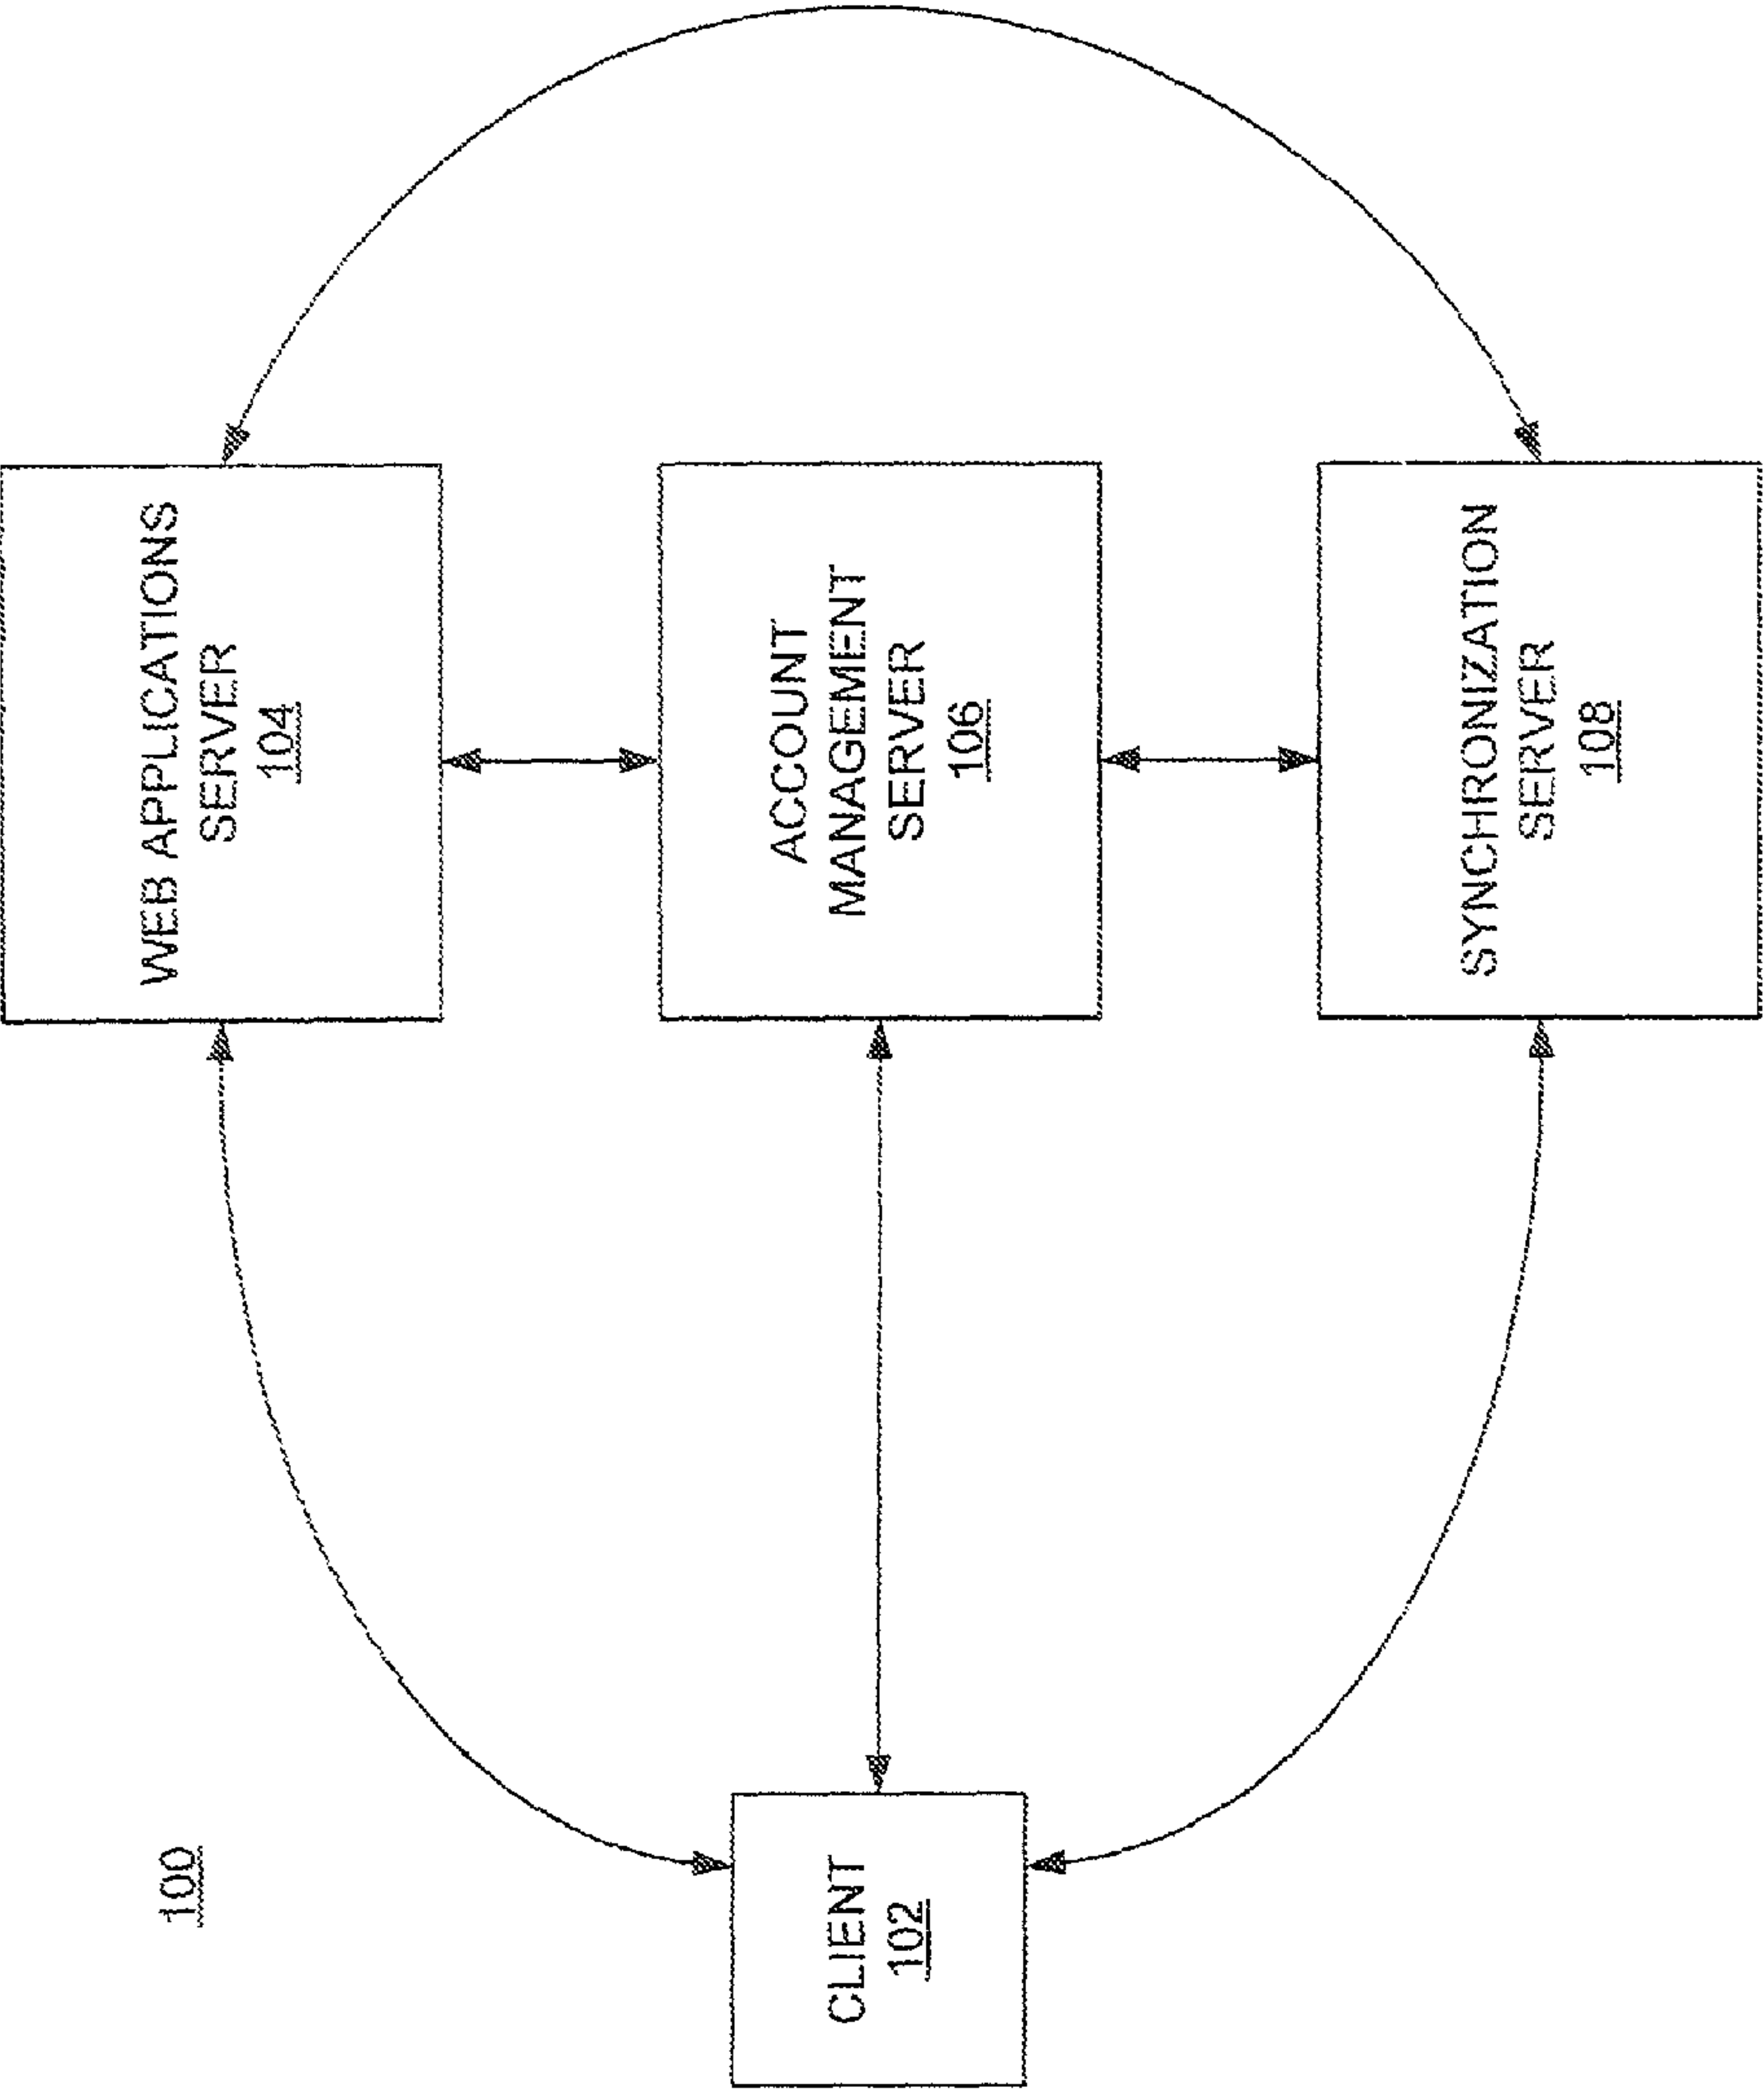 100
CLIENT
102
WEB APPLICATIONS
SERVER
104
ACCOUNT
MANAGEMENT
SERVER
106
SYNCHRONIZATION
SERVER
108